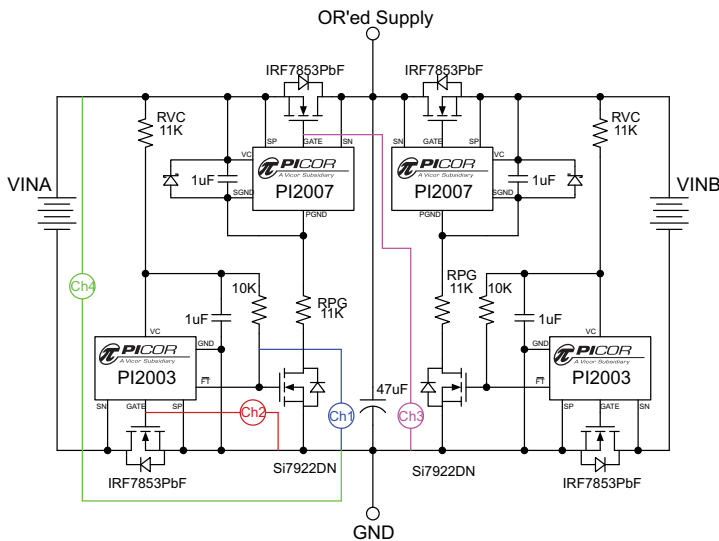 OR'ed Supply
IRF7853PbF
IRF7853PbF
RVC
11K
SP
GATE
SN
SN
GATE
SP
RVC
11K
VINA
1uF
VC
SGND
PICOR
A Vicor Subsidiary
PI2007
PGND
PICOR
A Vicor Subsidiary
PI2007
PGND
VC
SGND
1uF
VINB
Ch4
10K
1uF
RPG
11K
RPG
11K
10K
1uF
VC
GND
PICOR
A Vicor Subsidiary
PI2003
FT
SN
GATE
SP
Ch2
Ch1
47uF
Ch3
VC
GND
PICOR
A Vicor Subsidiary
PI2003
FT
SP
GATE
SN
IRF7853PbF
Si7922DN
Si7922DN
IRF7853PbF
GND